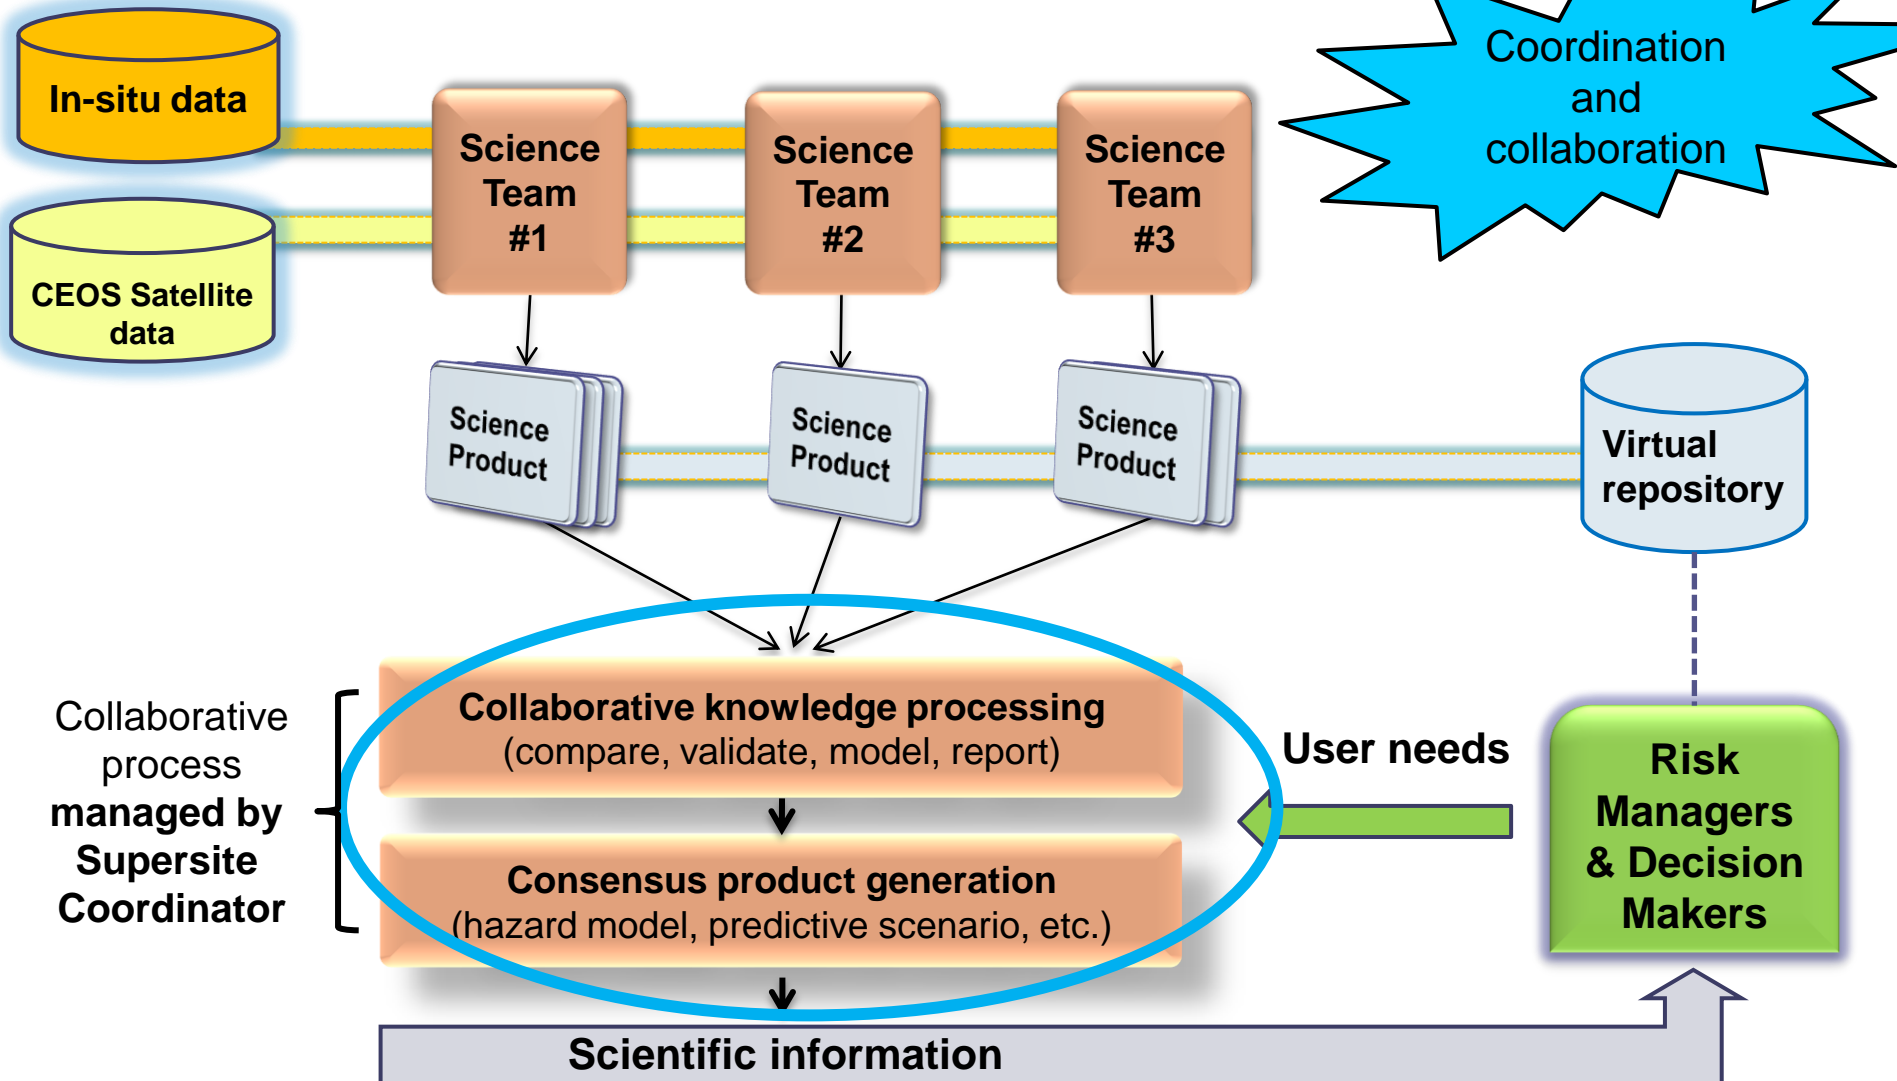 In-situ data
CEOS Satellite
data
Science
Team
#1
Science
Team
#2
Science
Team
#3
Coordination
and
collaboration
Science
Product
Science
Product
Science
Product
Virtual
repository
Collaborative
process
managed by
Supersite
Coordinator
Collaborative knowledge processing
(compare, validate, model, report)
Consensus product generation
(hazard model, predictive scenario, etc.)
User needs
Risk
Managers
& Decision
Makers
Scientific information